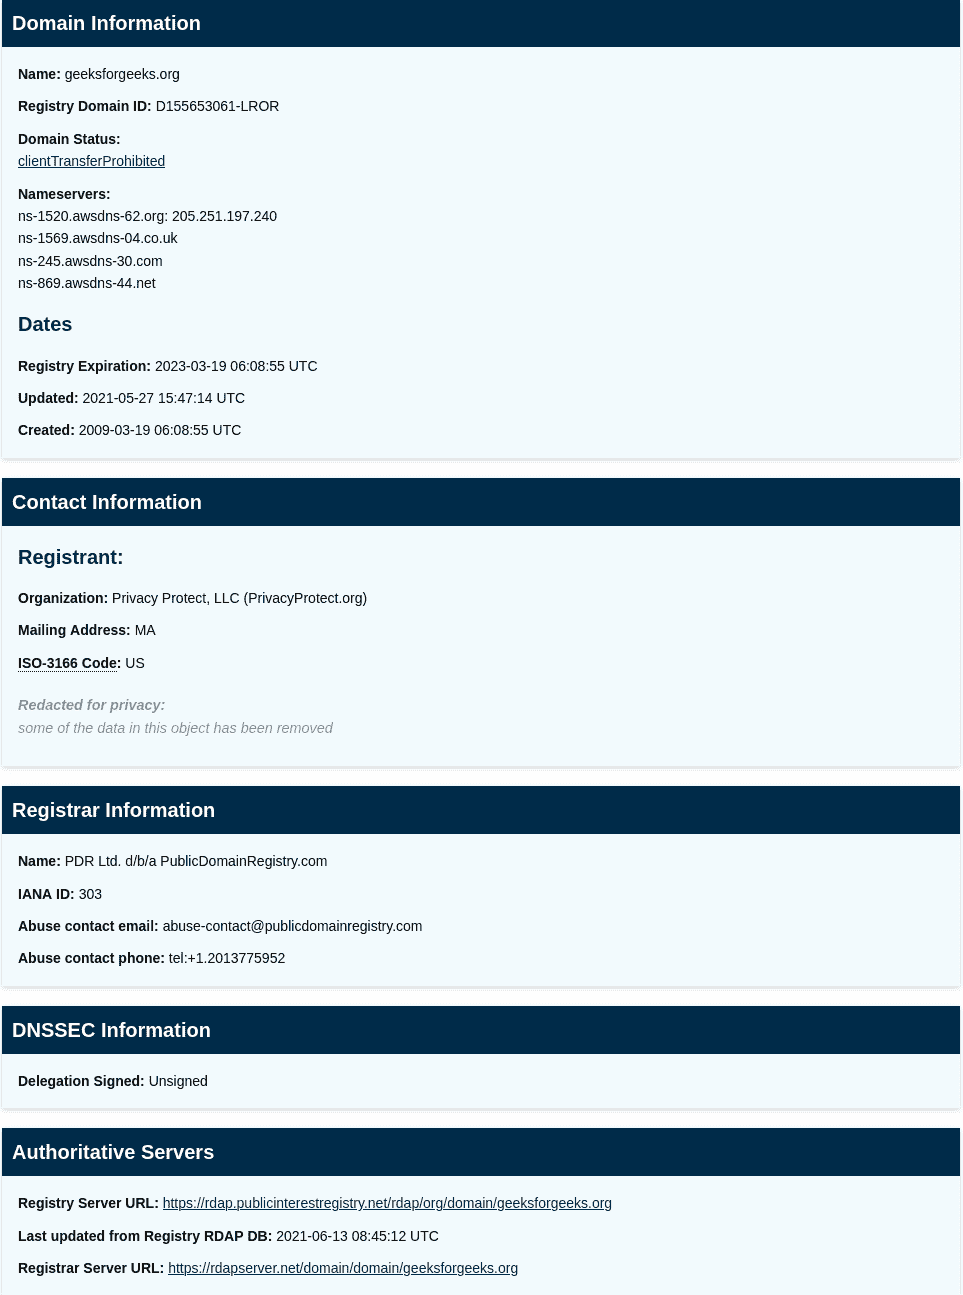 Domain Information
Name: geeksforgeeks.org
Registry Domain ID: D155653061-LROR
Domain Status:
clientTransferProhibited
Nameservers:
ns-1520.awsdns-62.org: 205.251.197.240
ns-1569.awsdns-04.co.uk
ns-245.awsdns-30.com
ns-869.awsdns-44.net
Dates
Registry Expiration: 2023-03-19 06:08:55 UTC
Updated: 2021-05-27 15:47:14 UTC
Created: 2009-03-19 06:08:55 UTC
Contact Information
Registrant:
Organization: Privacy Protect, LLC (PrivacyProtect.org)
Mailing Address: MA
ISO-3166 Code: US
Redacted for privacy:
some of the data in this object has been removed
Registrar Information
Name: PDR Ltd. d/b/a PublicDomainRegistry.com
IANA ID: 303
Abuse contact email: abuse-contact@publicdomainregistry.com
Abuse contact phone: tel:+1.2013775952
DNSSEC Information
Delegation Signed: Unsigned
Authoritative Servers
Registry Server URL: https://rdap.publicinterestregistry.net/rdap/org/domain/geeksforgeeks.org
Last updated from Registry RDAP DB: 2021-06-13 08:45:12 UTC
Registrar Server URL: https://rdapserver.net/domain/domain/geeksforgeeks.org